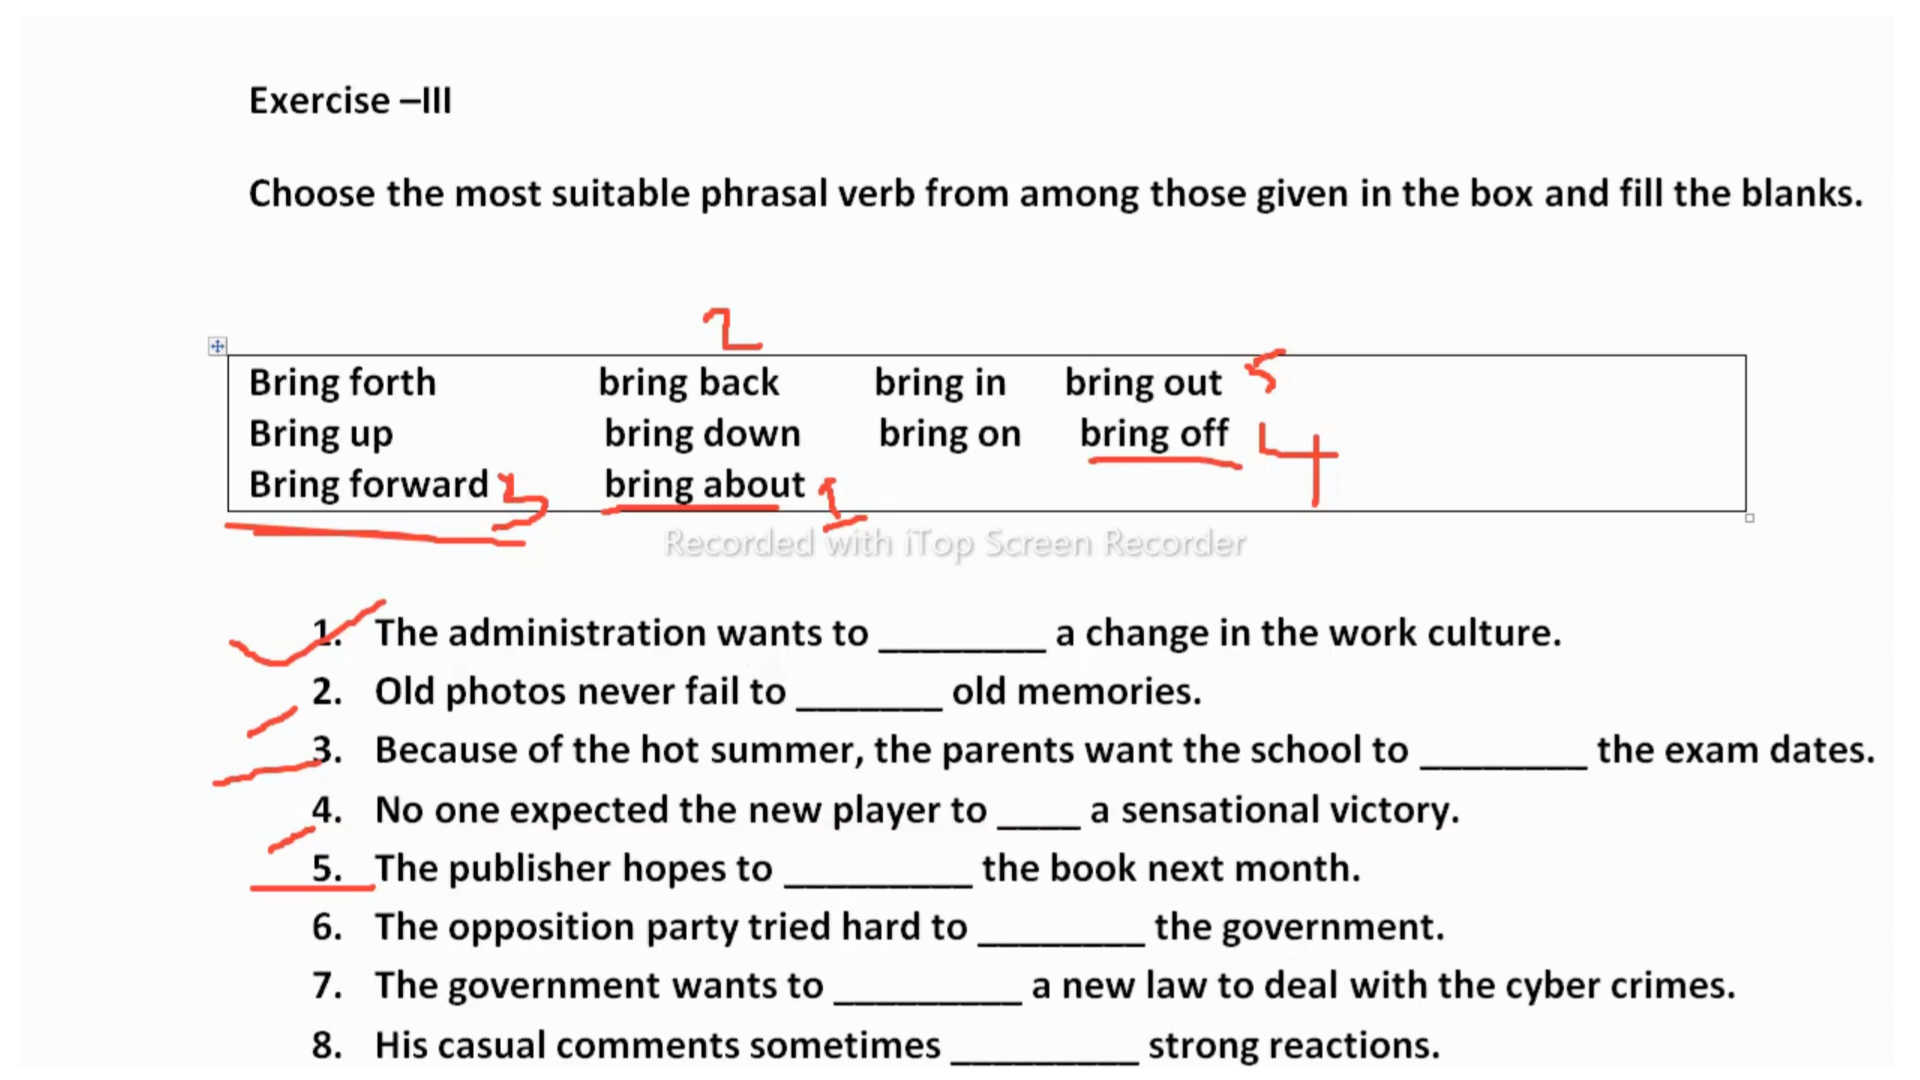 Exercise –III
Choose the most suitable phrasal verb from among those given in the box and fill the blanks.
2
Bring forth bring back bring in bring out 5
Bring up bring down bring on bring off 4
Bring forward 3 bring about 1
Recorded with iTop Screen Recorder
1. The administration wants to ________ a change in the work culture.
2. Old photos never fail to _______ old memories.
3. Because of the hot summer, the parents want the school to ________ the exam dates.
4. No one expected the new player to ____ a sensational victory.
5. The publisher hopes to _________ the book next month.
6. The opposition party tried hard to ________ the government.
7. The government wants to _________ a new law to deal with the cyber crimes.
8. His casual comments sometimes _________ strong reactions.